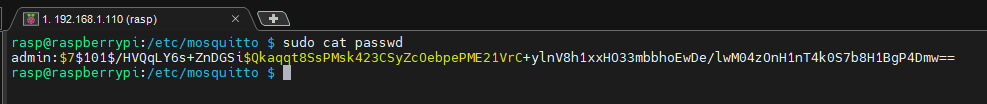 1. 192.168.1.110 (rasp)
rasp@raspberrypi:/etc/mosquitto $ sudo cat passwd
admin:$7$101$/HVQqLY6s+ZnDGSi$Qkaqqt8SsPMsk423CSyZcOebpePME21VrC+ylnV8h1xxHO33mbbhoEwDe/lwM04zOnH1nT4k0S7b8H1BgP4Dmw==
rasp@raspberrypi:/etc/mosquitto $